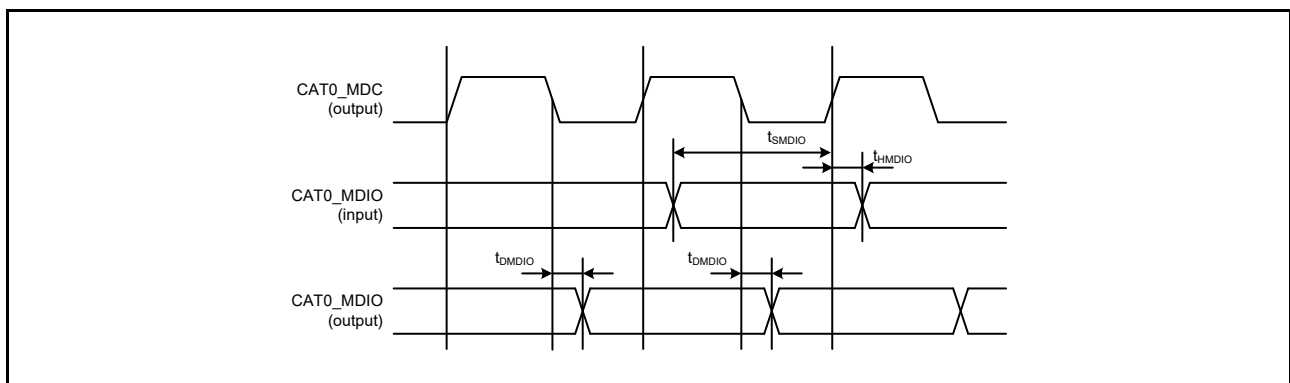 CAT0_MDC
(output)
tSMDIO
tHMDIO
CAT0_MDIO
(input)
tDMDIO
tDMDIO
CAT0_MDIO
(output)